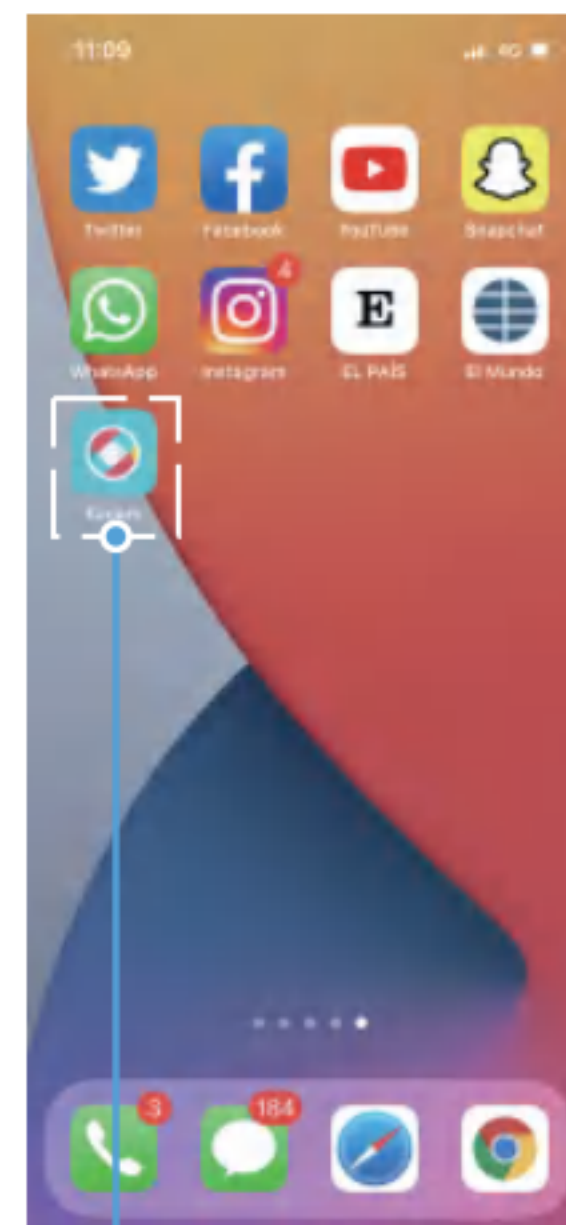 11:09
4G
Twitter
Facebook
YouTube
Snapchat
4
WhatsApp
Instagram
E
EL PAÍS
El Mundo
3
184